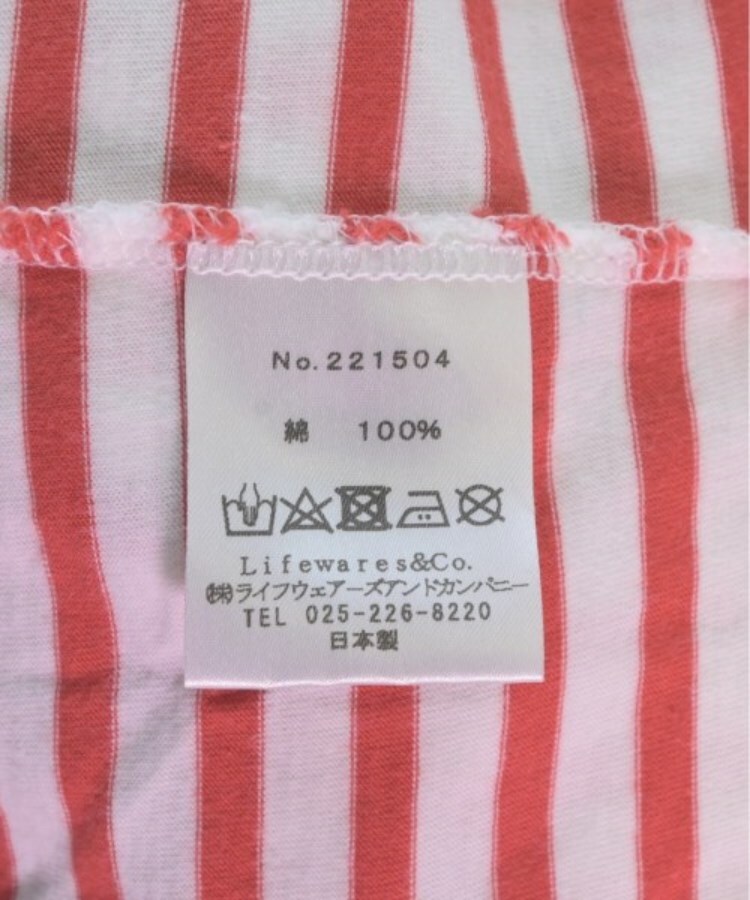 No.221504
綿 100%
Lifewares&Co.
㈱ライフウェアーズアンドカンパニー
TEL 025-226-8220
日本製